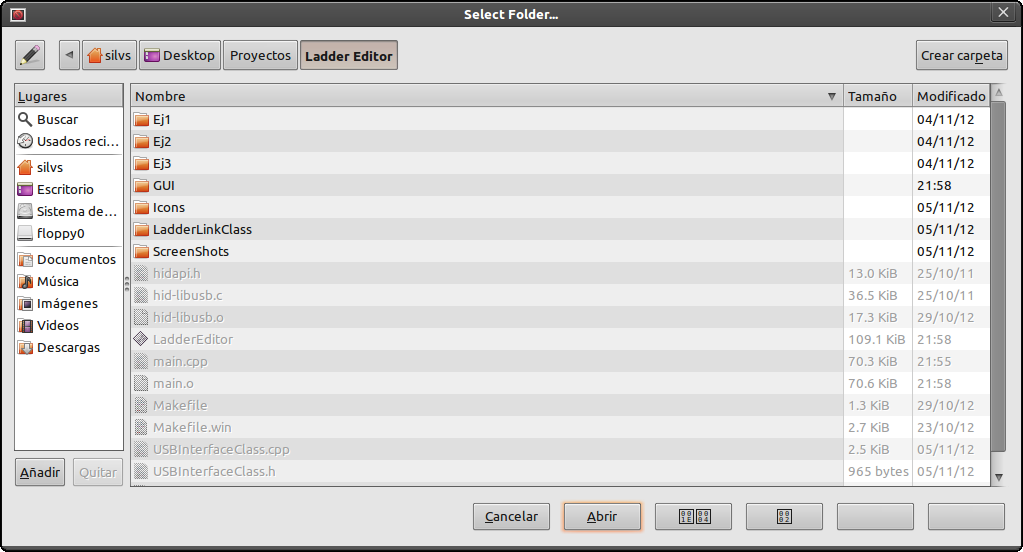 Select Folder...
silvs Desktop Proyectos Ladder Editor Crear carpeta
Lugares
Buscar
Usados reci...
silvs
Escritorio
Sistema de...
floppy0
Documentos
Música
Imágenes
Videos
Descargas
Añadir Quitar
Nombre Tamaño Modificado
Ej1 04/11/12
Ej2 04/11/12
Ej3 04/11/12
GUI 21:58
Icons 05/11/12
LadderLinkClass 05/11/12
ScreenShots 05/11/12
hidapi.h 13.0 KiB 25/10/11
hid-libusb.c 36.5 KiB 25/10/11
hid-libusb.o 17.3 KiB 29/10/12
LadderEditor 109.1 KiB 21:58
main.cpp 70.3 KiB 21:55
main.o 70.6 KiB 21:58
Makefile 1.3 KiB 29/10/12
Makefile.win 2.7 KiB 23/10/12
USBInterfaceClass.cpp 2.5 KiB 05/11/12
USBInterfaceClass.h 965 bytes 05/11/12
Cancelar Abrir 001E 0004 0002